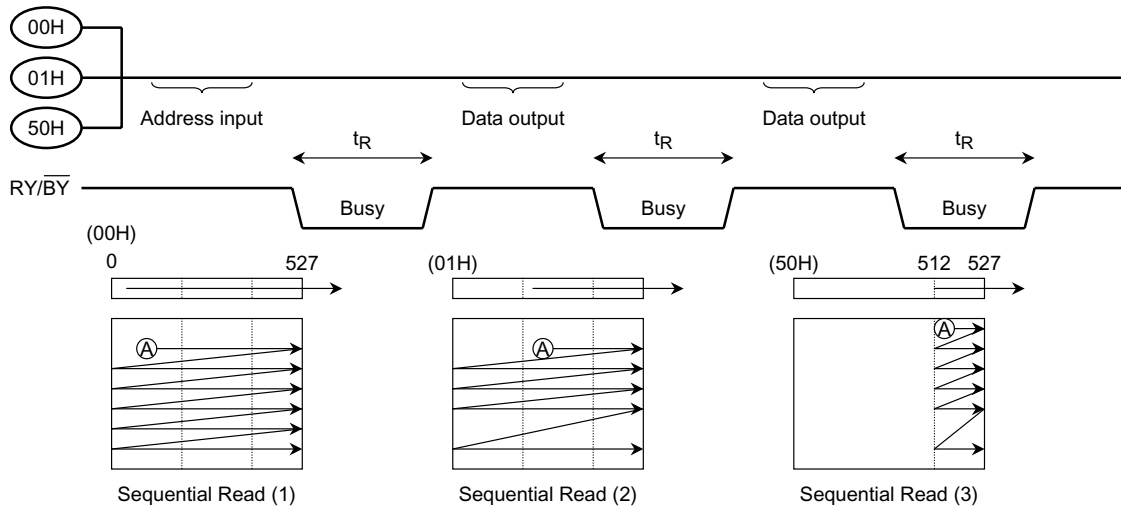 00H
01H
50H
Address input
Data output
Data output
tR
tR
tR
RY/BY
Busy
Busy
Busy
(00H)
0
527
(01H)
(50H)
512
527
A
A
A
Sequential Read (1)
Sequential Read (2)
Sequential Read (3)